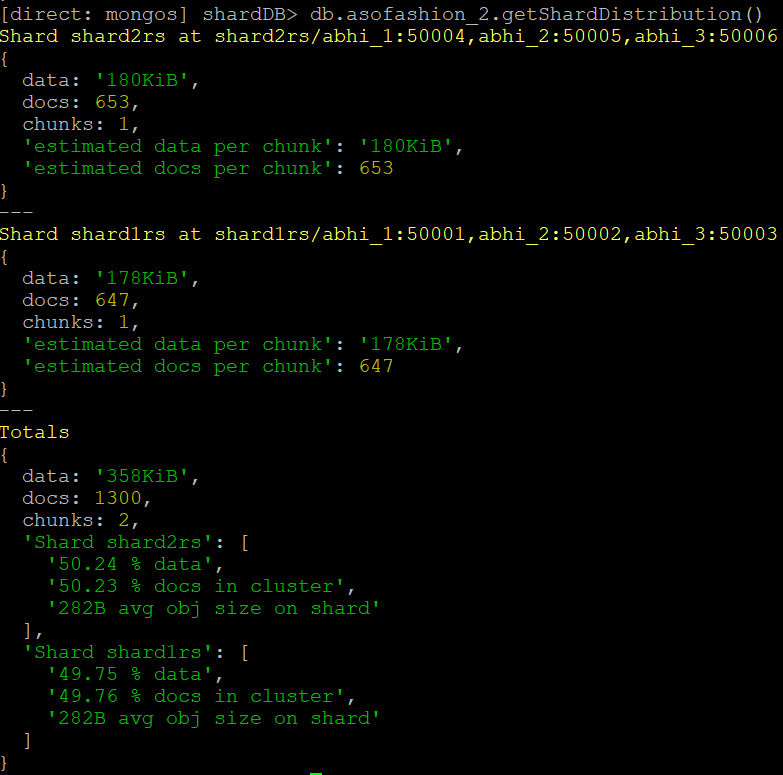 [direct: mongos] shardDB> db.asofashion_2.getShardDistribution()
Shard shard2rs at shard2rs/abhi_1:50004,abhi_2:50005,abhi_3:50006
{
  data: '180KiB',
  docs: 653,
  chunks: 1,
  'estimated data per chunk': '180KiB',
  'estimated docs per chunk': 653
}
---
Shard shard1rs at shard1rs/abhi_1:50001,abhi_2:50002,abhi_3:50003
{
  data: '178KiB',
  docs: 647,
  chunks: 1,
  'estimated data per chunk': '178KiB',
  'estimated docs per chunk': 647
}
---
Totals
{
  data: '358KiB',
  docs: 1300,
  chunks: 2,
  'Shard shard2rs': [
    '50.24 % data',
    '50.23 % docs in cluster',
    '282B avg obj size on shard'
  ],
  'Shard shard1rs': [
    '49.75 % data',
    '49.76 % docs in cluster',
    '282B avg obj size on shard'
  ]
}